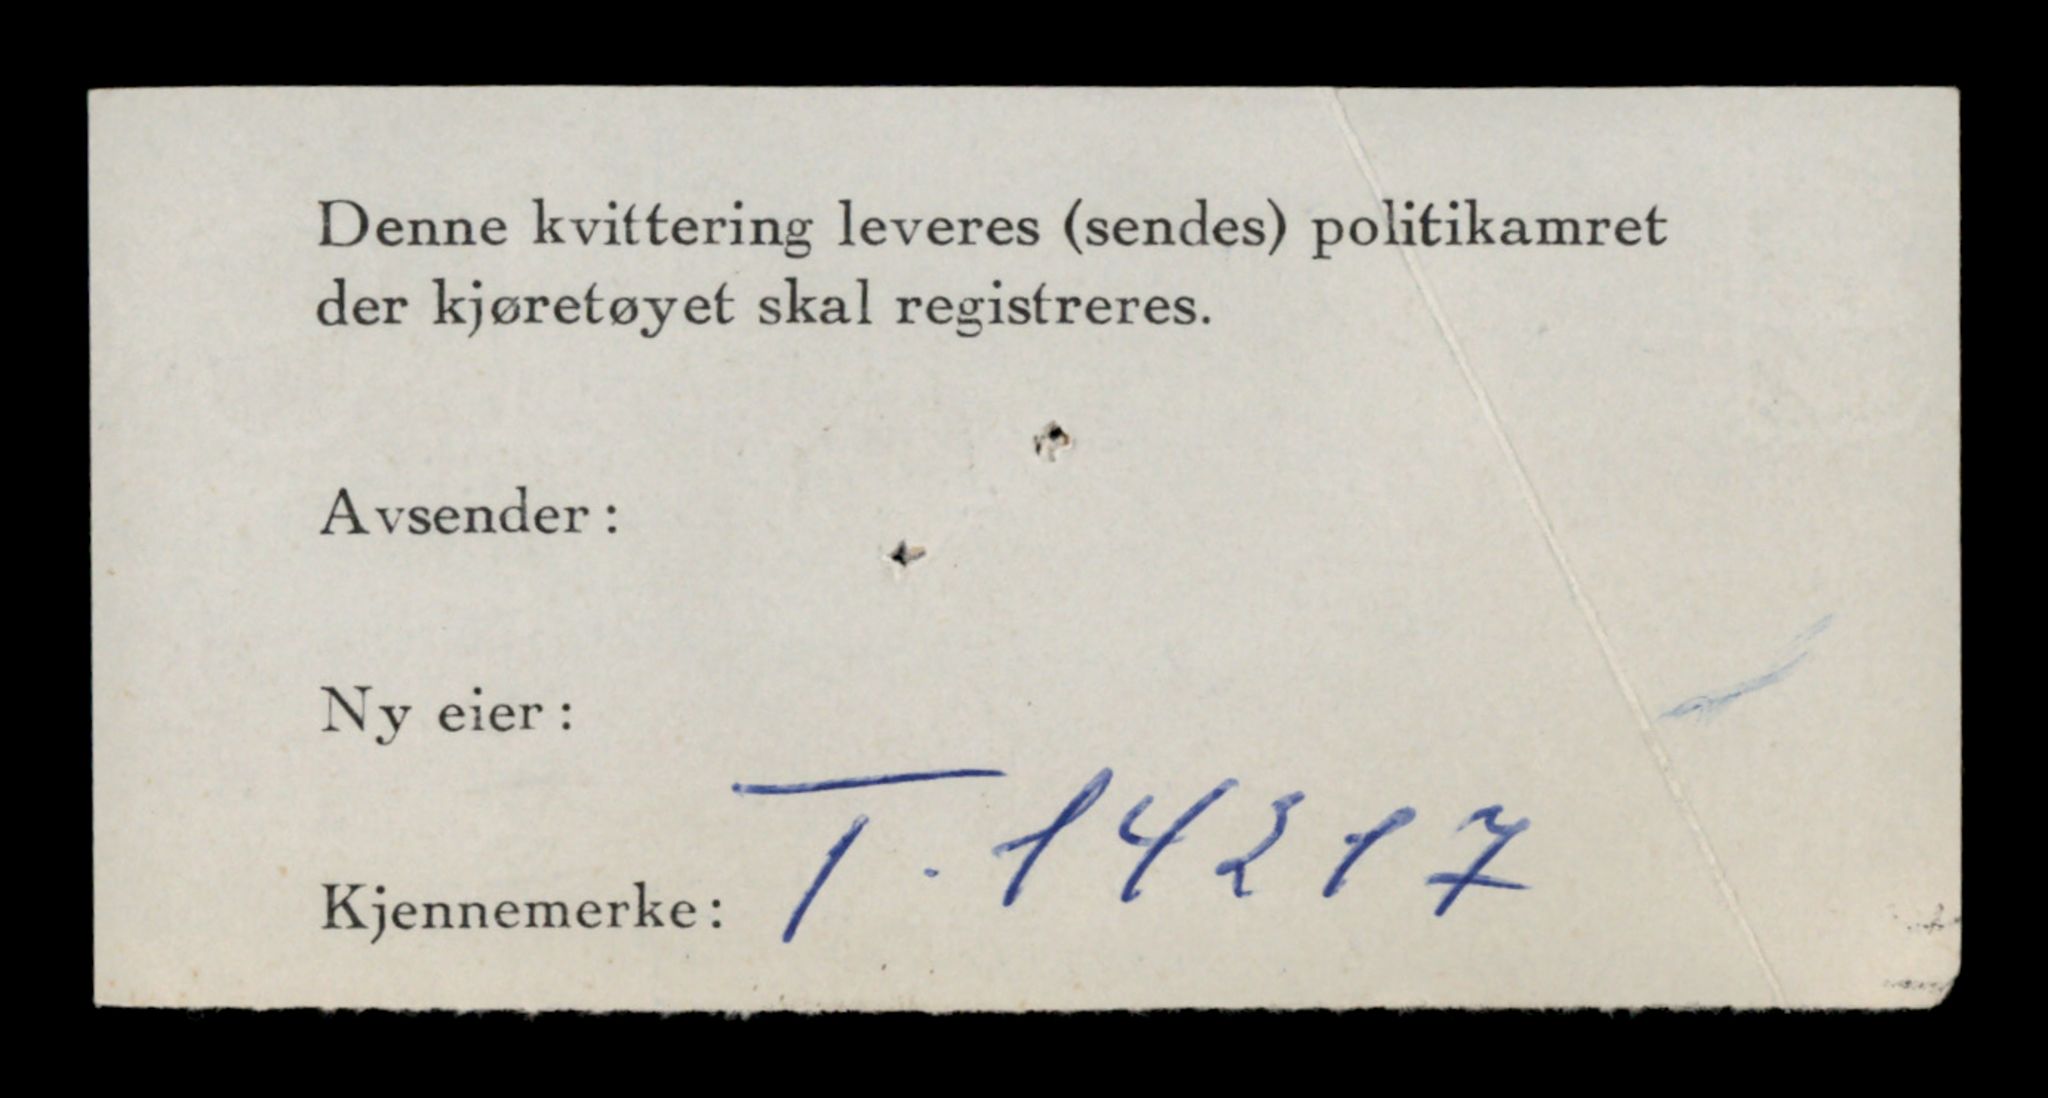 Denne kvittering leveres (sendes) politikamret
der kjøretøyet skal registreres.
Avsender:
Ny eier:
Kjennemerke: T. 14217